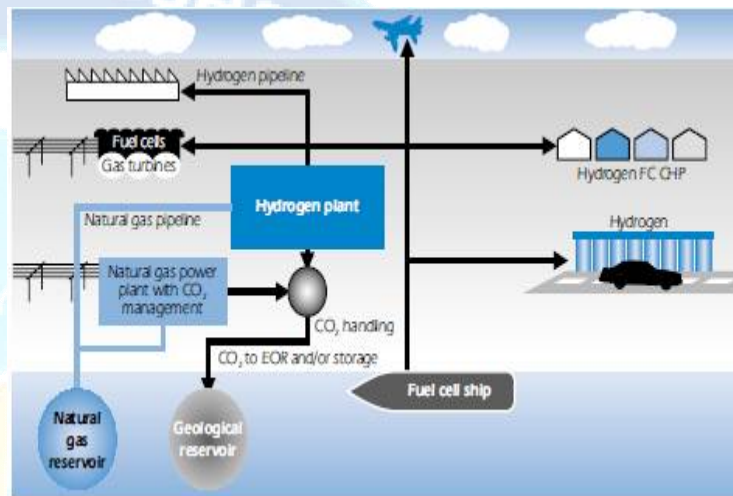 Hydrogen pipeline
Fuel cells
Gas turbines
Hydrogen FC CHP
Hydrogen plant
Natural gas pipeline
Hydrogen
Natural gas power
plant with CO₂
management
CO₂ handling
CO₂ to EOR and/or storage
Fuel cell ship
Natural
gas
reservoir
Geological
reservoir